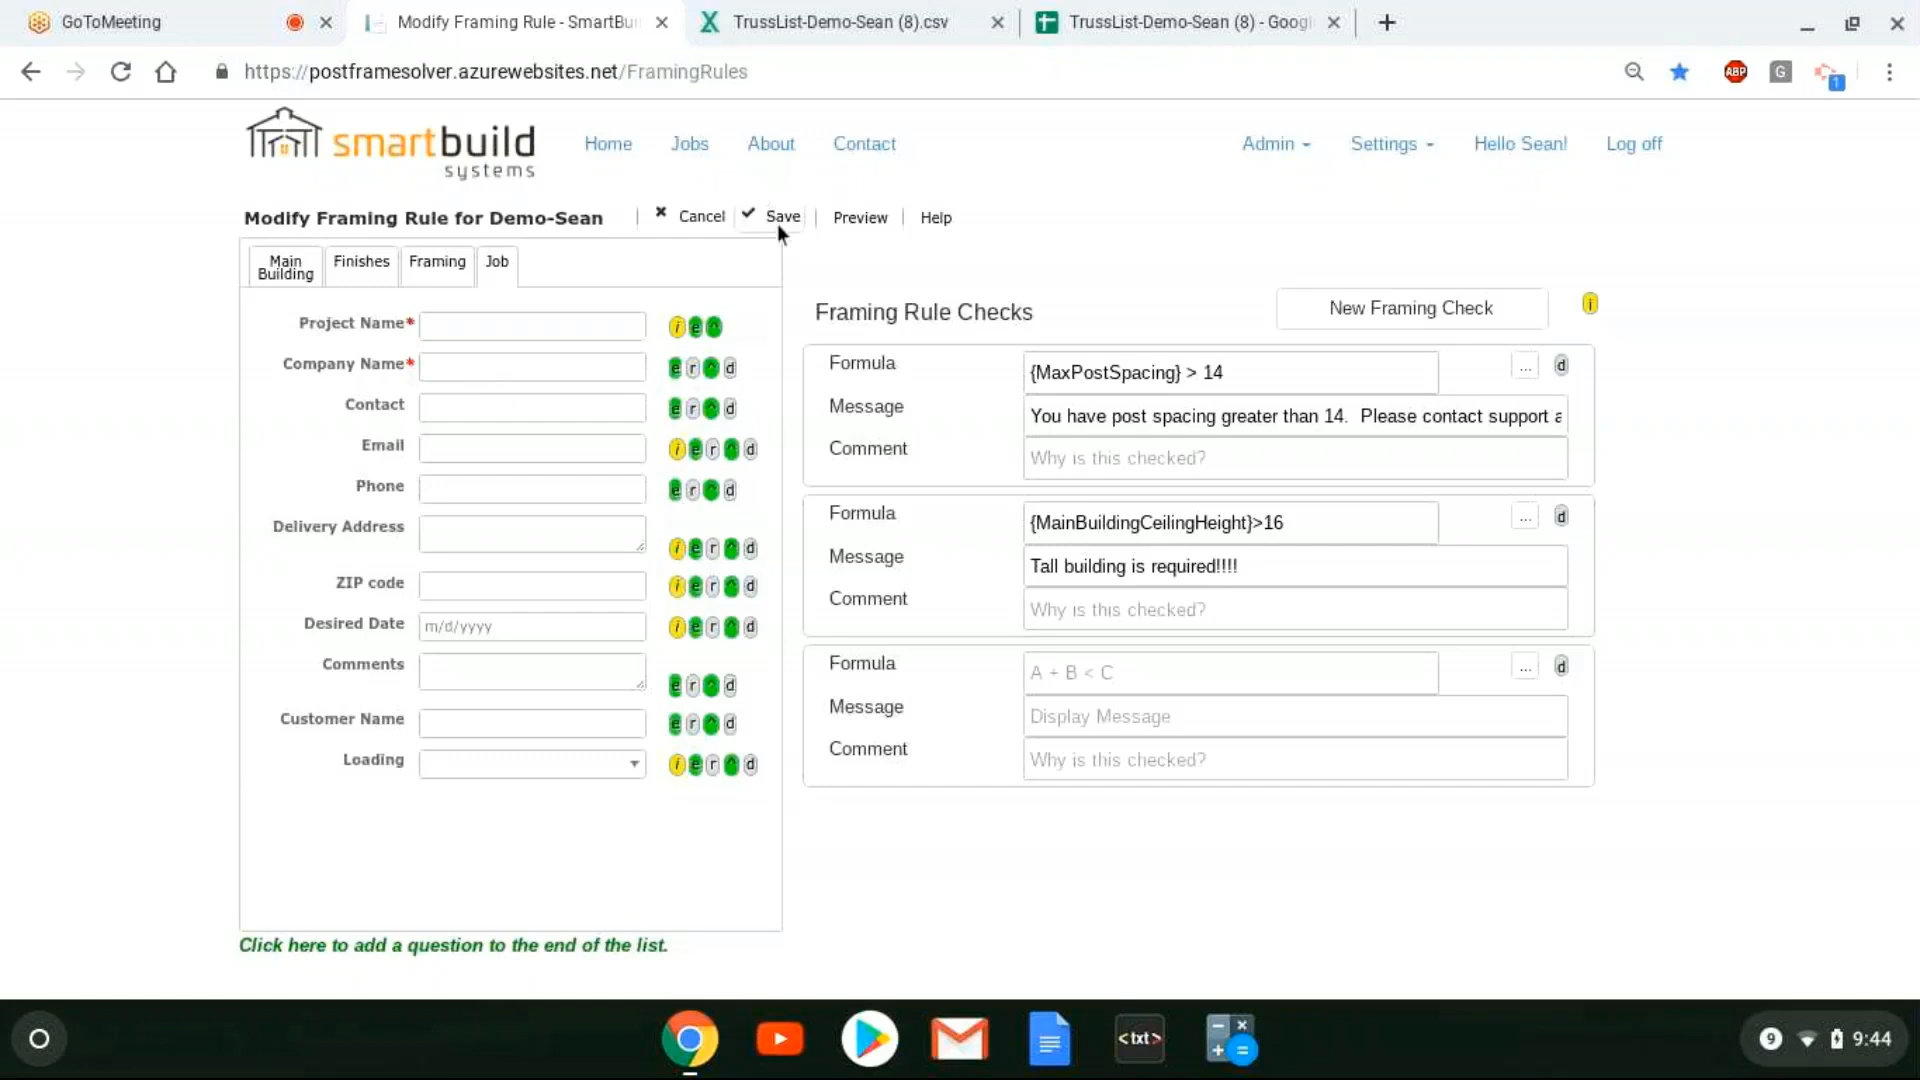 GoToMeeting
Modify Framing Rule - SmartBui
TrussList-Demo-Sean (8).csv
TrussList-Demo-Sean (8) - Googl
https://postframesolver.azurewebsites.net/FramingRules
ABP
G
1
smartbuild
systems
Home
Jobs
About
Contact
Admin
Settings
Hello Sean!
Log off
Modify Framing Rule for Demo-Sean
Cancel
Save
Preview
Help
Main
Building
Finishes
Framing
Job
Project Name*
i e ^
Company Name*
e r ^ d
Contact
e r ^ d
Email
i e r ^ d
Phone
e r ^ d
Delivery Address
i e r ^ d
ZIP code
i e r ^ d
Desired Date
m/d/yyyy
i e r ^ d
Comments
e r ^ d
Customer Name
e r ^ d
Loading
i e r ^ d
Click here to add a question to the end of the list.
Framing Rule Checks
New Framing Check
i
Formula
{MaxPostSpacing} > 14
...
d
Message
You have post spacing greater than 14.  Please contact support a
Comment
Why is this checked?
Formula
{MainBuildingCeilingHeight}>16
...
d
Message
Tall building is required!!!!
Comment
Why is this checked?
Formula
A + B < C
...
d
Message
Display Message
Comment
Why is this checked?
<txt>
9
9:44